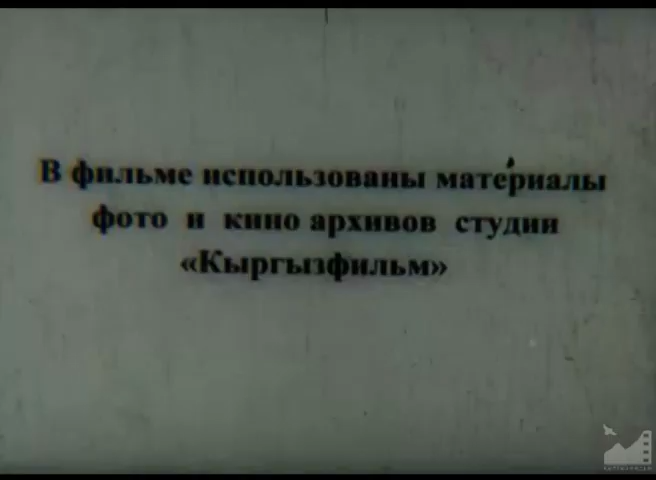 В фильме использованы материалы
фото и кино архивов студии
«Кыргызфильм»